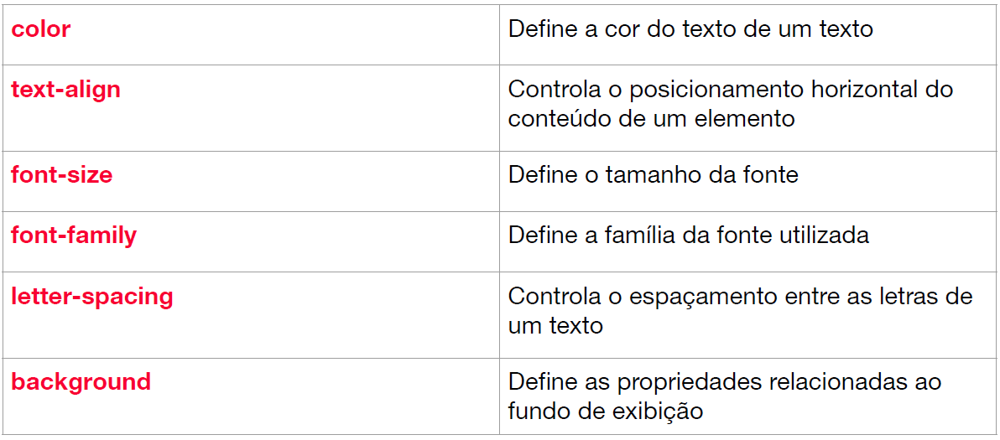 color
Define a cor do texto de um texto
text-align
Controla o posicionamento horizontal do
conteúdo de um elemento
font-size
Define o tamanho da fonte
font-family
Define a família da fonte utilizada
letter-spacing
Controla o espaçamento entre as letras de
um texto
background
Define as propriedades relacionadas ao
fundo de exibição